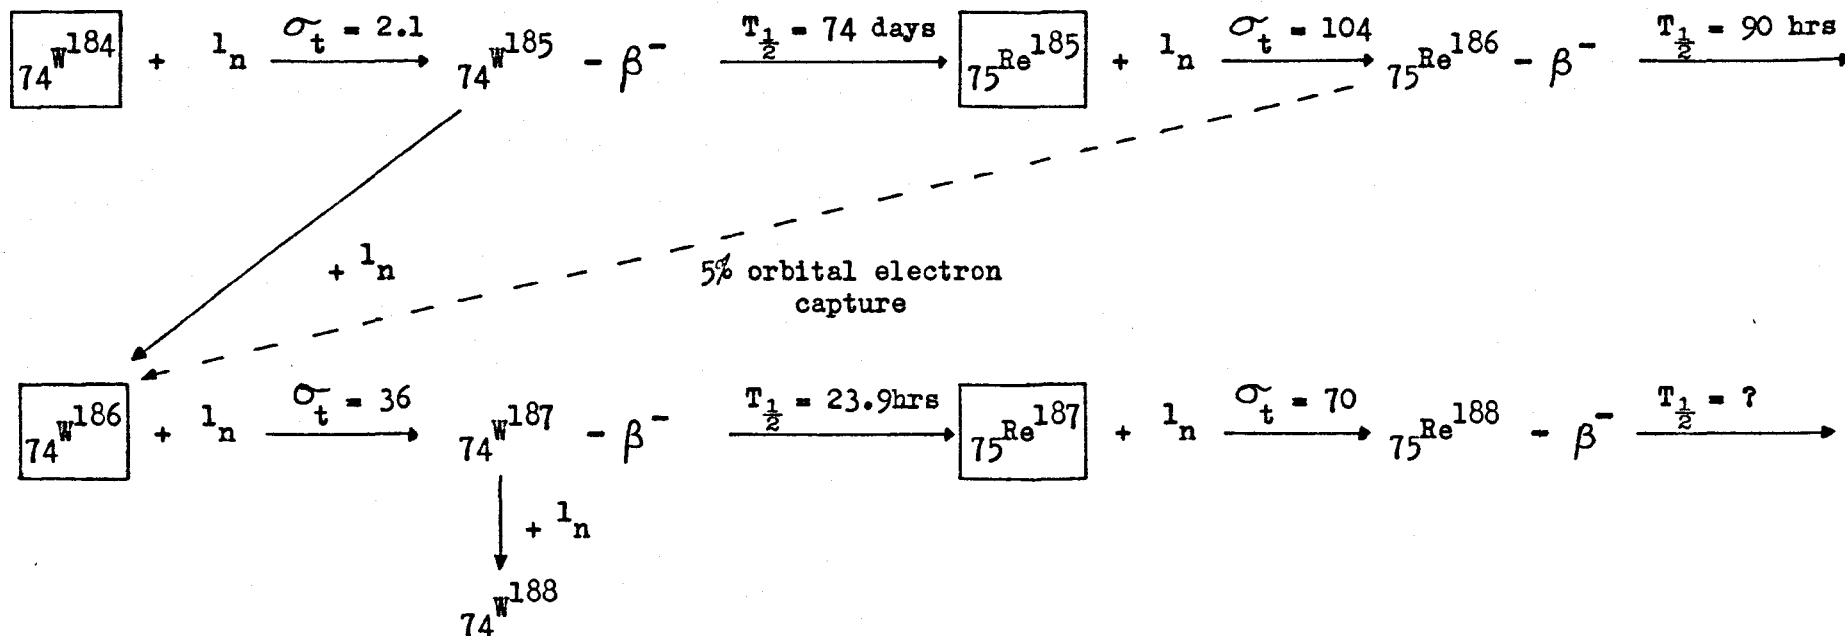 ₇₄W¹⁸⁴ + ¹n σt = 2.1 ₇₄W¹⁸⁵ - β⁻ T½ = 74 days ₇₅Re¹⁸⁵ + ¹n σt = 104 ₇₅Re¹⁸⁶ - β⁻ T½ = 90 hrs
+ ¹n
5% orbital electron
capture
₇₄W¹⁸⁶ + ¹n σt = 36 ₇₄W¹⁸⁷ - β⁻ T½ = 23.9hrs ₇₅Re¹⁸⁷ + ¹n σt = 70 ₇₅Re¹⁸⁸ - β⁻ T½ = ?
+ ¹n
₇₄W¹⁸⁸